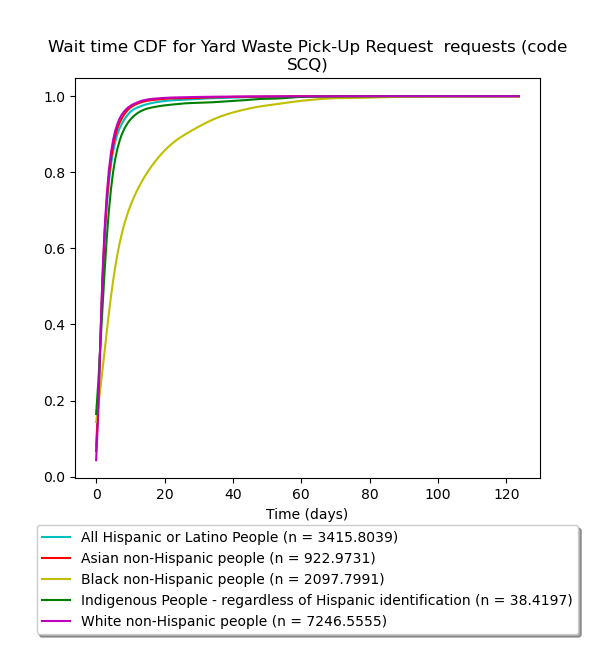 Wait time CDF for Yard Waste Pick-Up Request  requests (code
SCQ)
1.0
0.8
0.6
0.4
0.2
0.0
0 20 40 60 80 100 120
Time (days)
All Hispanic or Latino People (n = 3415.8039)
Asian non-Hispanic people (n = 922.9731)
Black non-Hispanic people (n = 2097.7991)
Indigenous People - regardless of Hispanic identification (n = 38.4197)
White non-Hispanic people (n = 7246.5555)